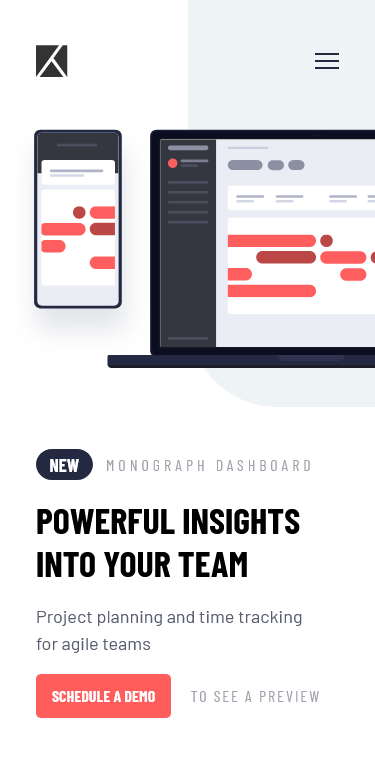 NEW MONOGRAPH DASHBOARD
POWERFUL INSIGHTS
INTO YOUR TEAM
Project planning and time tracking
for agile teams
SCHEDULE A DEMO TO SEE A PREVIEW